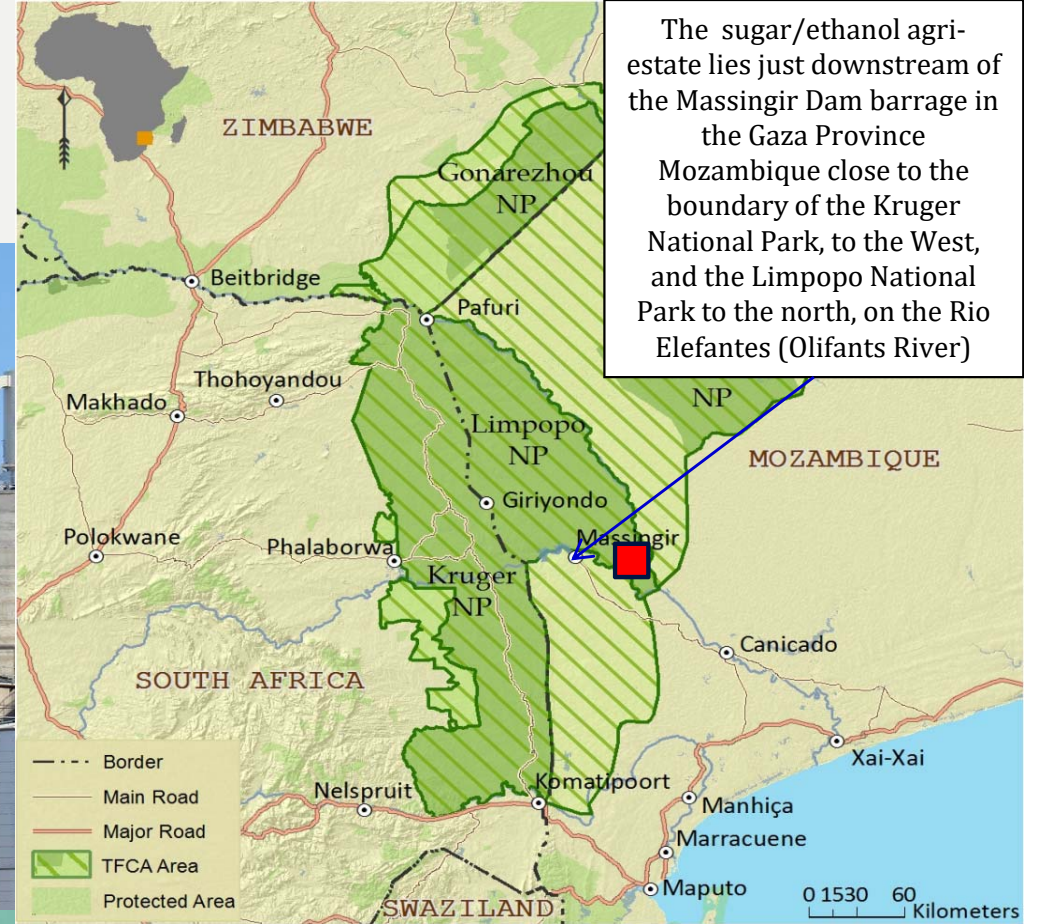 The sugar/ethanol agri-
estate lies just downstream of
the Massingir Dam barrage in
the Gaza Province
Mozambique close to the
boundary of the Kruger
National Park, to the West,
and the Limpopo National
Park to the north, on the Rio
Elefantes (Olifants River)
ZIMBABWE
Gonarezhou
NP
Beitbridge
Pafuri
Thohoyandou
Makhado
NP
Limpopo
NP
MOZAMBIQUE
Giriyondo
Polokwane
Phalaborwa
Massingir
Kruger
NP
Canicado
SOUTH AFRICA
Xai-Xai
Border
Main Road
Major Road
TFCA Area
Protected Area
Nelspruit
Komatipoort
Manhiça
Marracuene
Maputo
SWAZILAND
0 1530 60
Kilometers